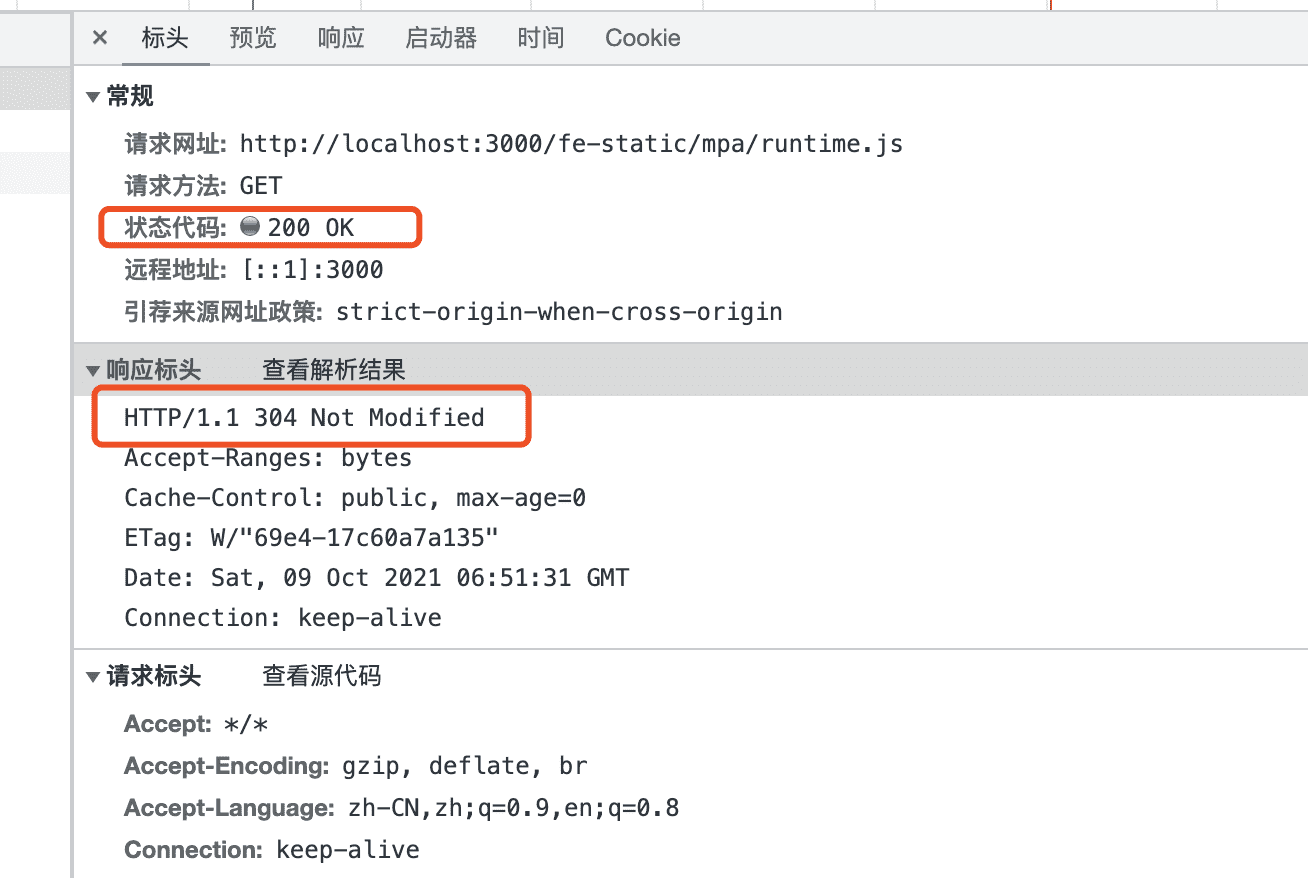 × 标头 预览 响应 启动器 时间 Cookie
▼常规
请求网址: http://localhost:3000/fe-static/mpa/runtime.js
请求方法: GET
状态代码: 200 OK
远程地址: [::1]:3000
引荐来源网址政策: strict-origin-when-cross-origin
▼响应标头 查看解析结果
HTTP/1.1 304 Not Modified
Accept-Ranges: bytes
Cache-Control: public, max-age=0
ETag: W/"69e4-17c60a7a135"
Date: Sat, 09 Oct 2021 06:51:31 GMT
Connection: keep-alive
▼请求标头 查看源代码
Accept: */*
Accept-Encoding: gzip, deflate, br
Accept-Language: zh-CN,zh;q=0.9,en;q=0.8
Connection: keep-alive